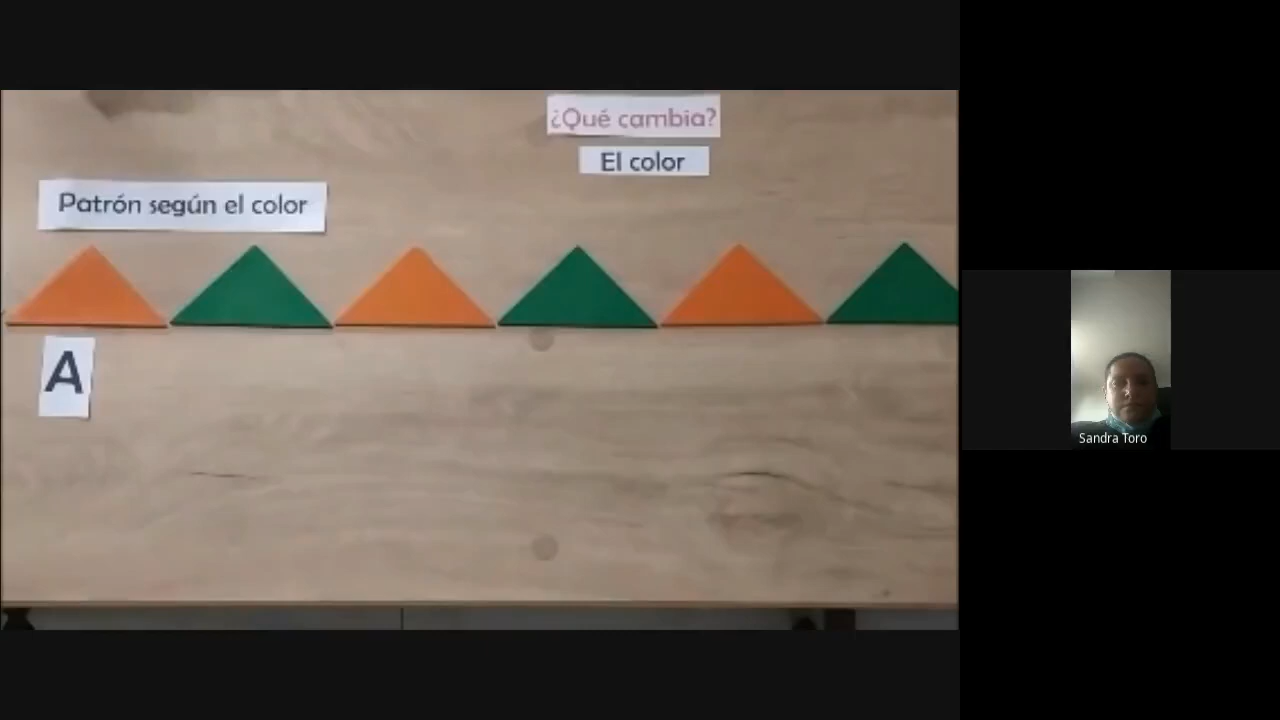 ¿Qué cambia?
El color
Patrón según el color
A
Sandra Toro